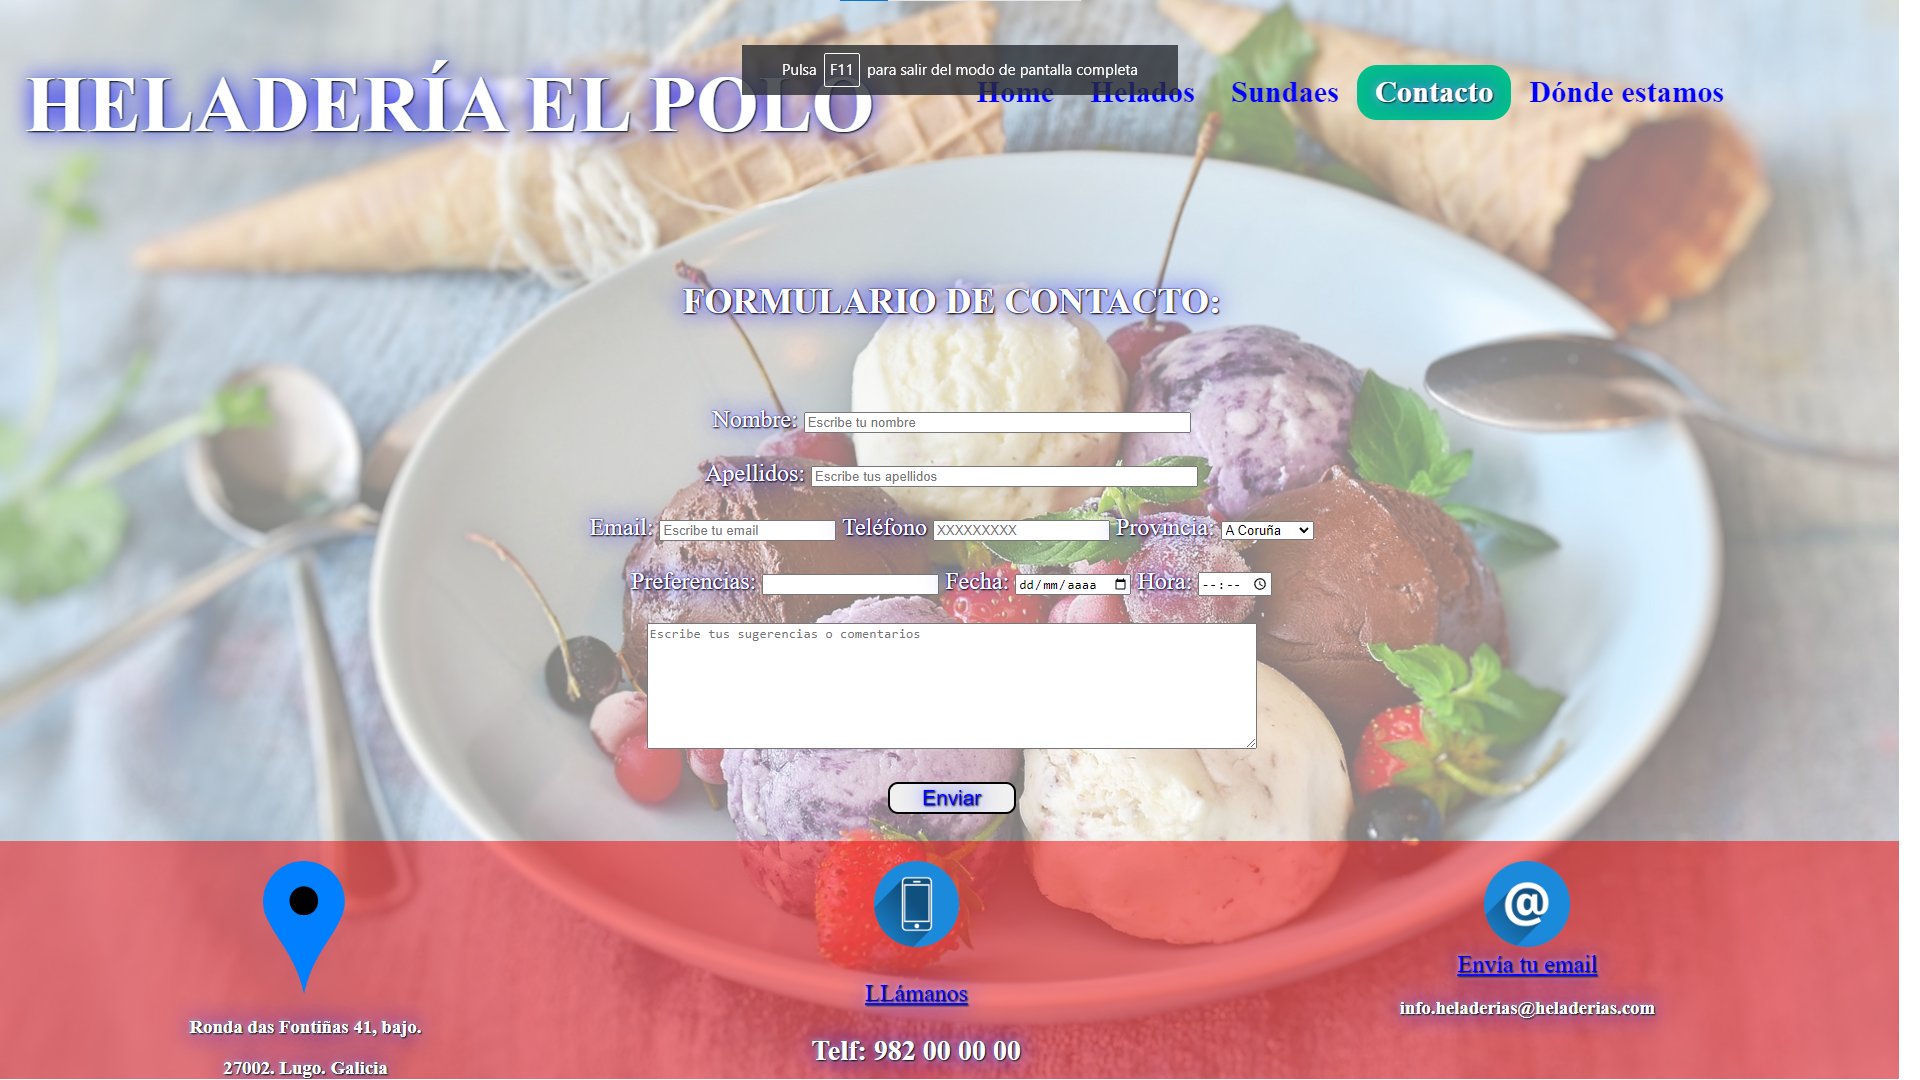 Pulsa F11 para salir del modo de pantalla completa
HELADERÍA EL POLO
Home Helados Sundaes Contacto Dónde estamos
FORMULARIO DE CONTACTO:
Nombre: Escribe tu nombre
Apellidos: Escribe tus apellidos
Email: Escribe tu email Teléfono XXXXXXXXX Provincia: A Coruña
Preferencias: Fecha: dd/mm/aaaa Hora: --:--
Escribe tus sugerencias o comentarios
Enviar
Ronda das Fontiñas 41, bajo.
27002. Lugo. Galicia
LLámanos
Telf: 982 00 00 00
@
Envía tu email
info.heladerias@heladerias.com